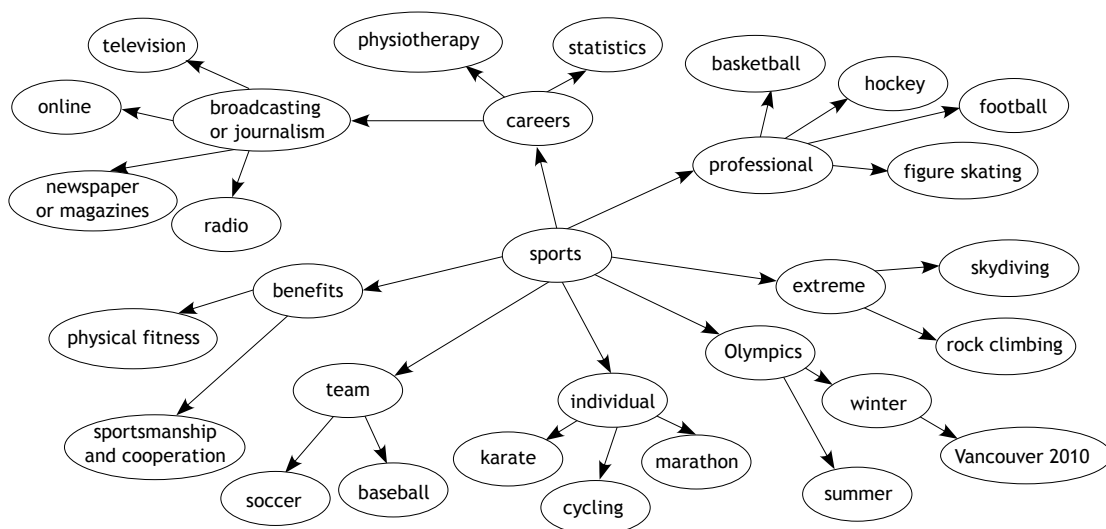 television
physiotherapy
statistics
basketball
hockey
football
online
broadcasting
or journalism
careers
professional
figure skating
newspaper
or magazines
radio
sports
skydiving
benefits
extreme
physical fitness
rock climbing
Olympics
team
individual
winter
sportsmanship
and cooperation
karate
marathon
Vancouver 2010
soccer
baseball
cycling
summer